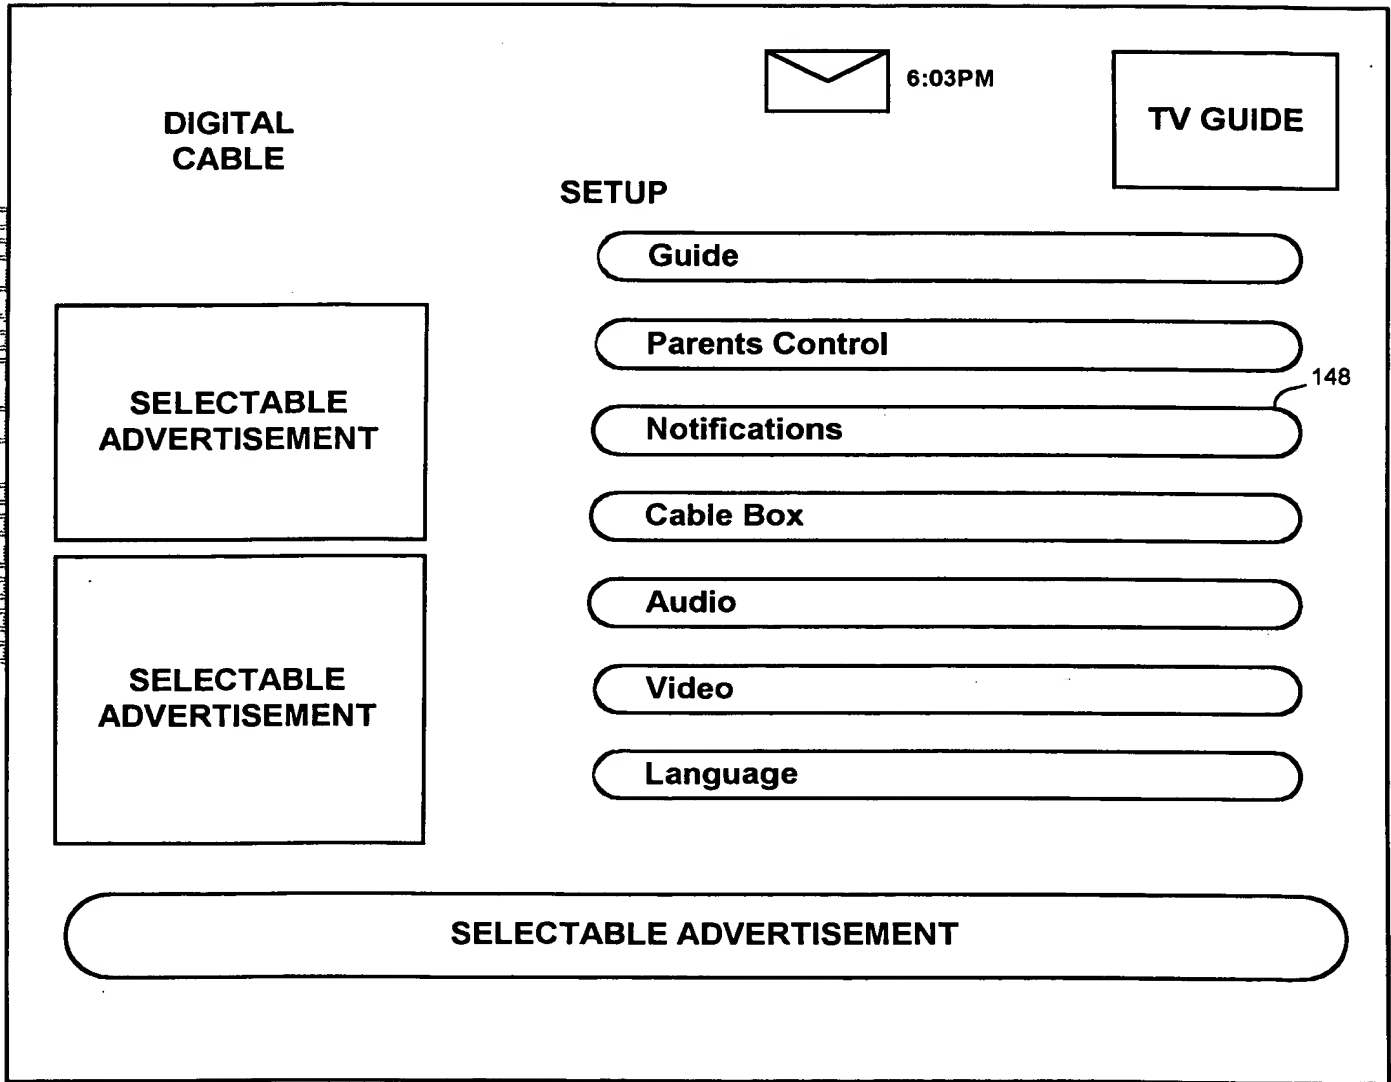 6:03PM
TV GUIDE
DIGITAL
CABLE
SETUP
Guide
Parents Control
148
Notifications
Cable Box
Audio
Video
Language
SELECTABLE
ADVERTISEMENT
SELECTABLE
ADVERTISEMENT
SELECTABLE ADVERTISEMENT